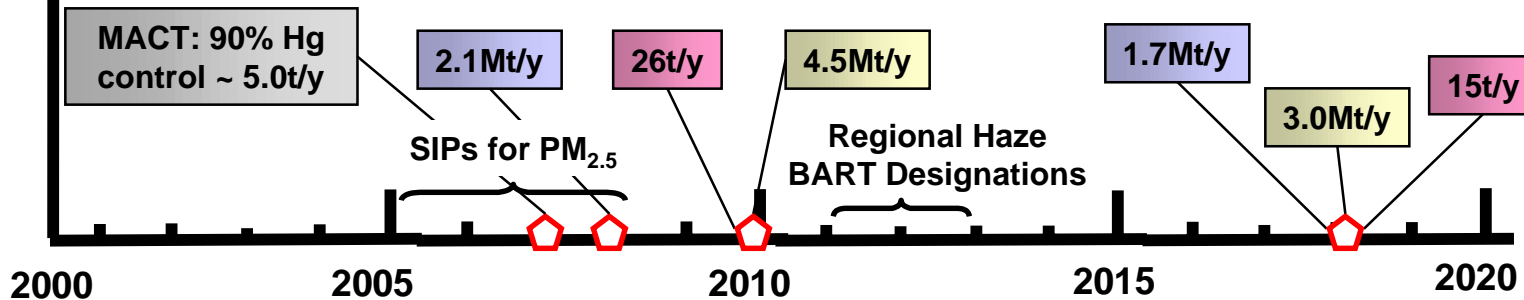 MACT: 90% Hg
control ~ 5.0t/y
2.1Mt/y
26t/y
4.5Mt/y
1.7Mt/y
3.0Mt/y
15t/y
SIPs for PM2.5
Regional Haze
BART Designations
2000
2005
2010
2015
2020